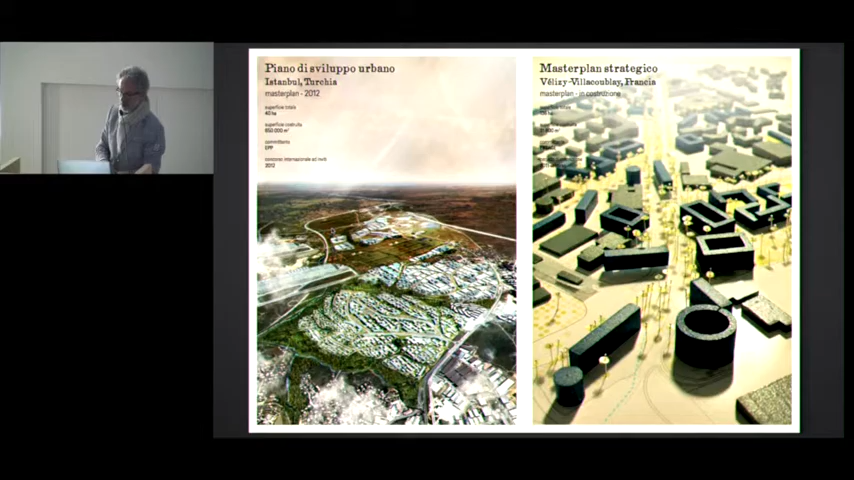 Piano di sviluppo urbano
Istanbul, Turchia
masterplan - 2012
superficie totale
40 ha
superficie costruita
650 000 m²
committente
EPP
concorso internazionale ad inviti
2012
Masterplan strategico
Vélizy-Villacoublay, Francia
masterplan - in costruzione